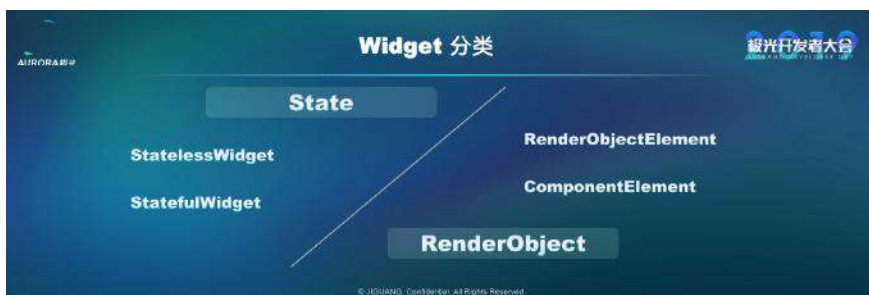 Widget 分类
AURORA极光
极光开发者大会
State
StatelessWidget
StatefulWidget
RenderObjectElement
ComponentElement
RenderObject
© JIGUANG. Confidential. All Rights Reserved.